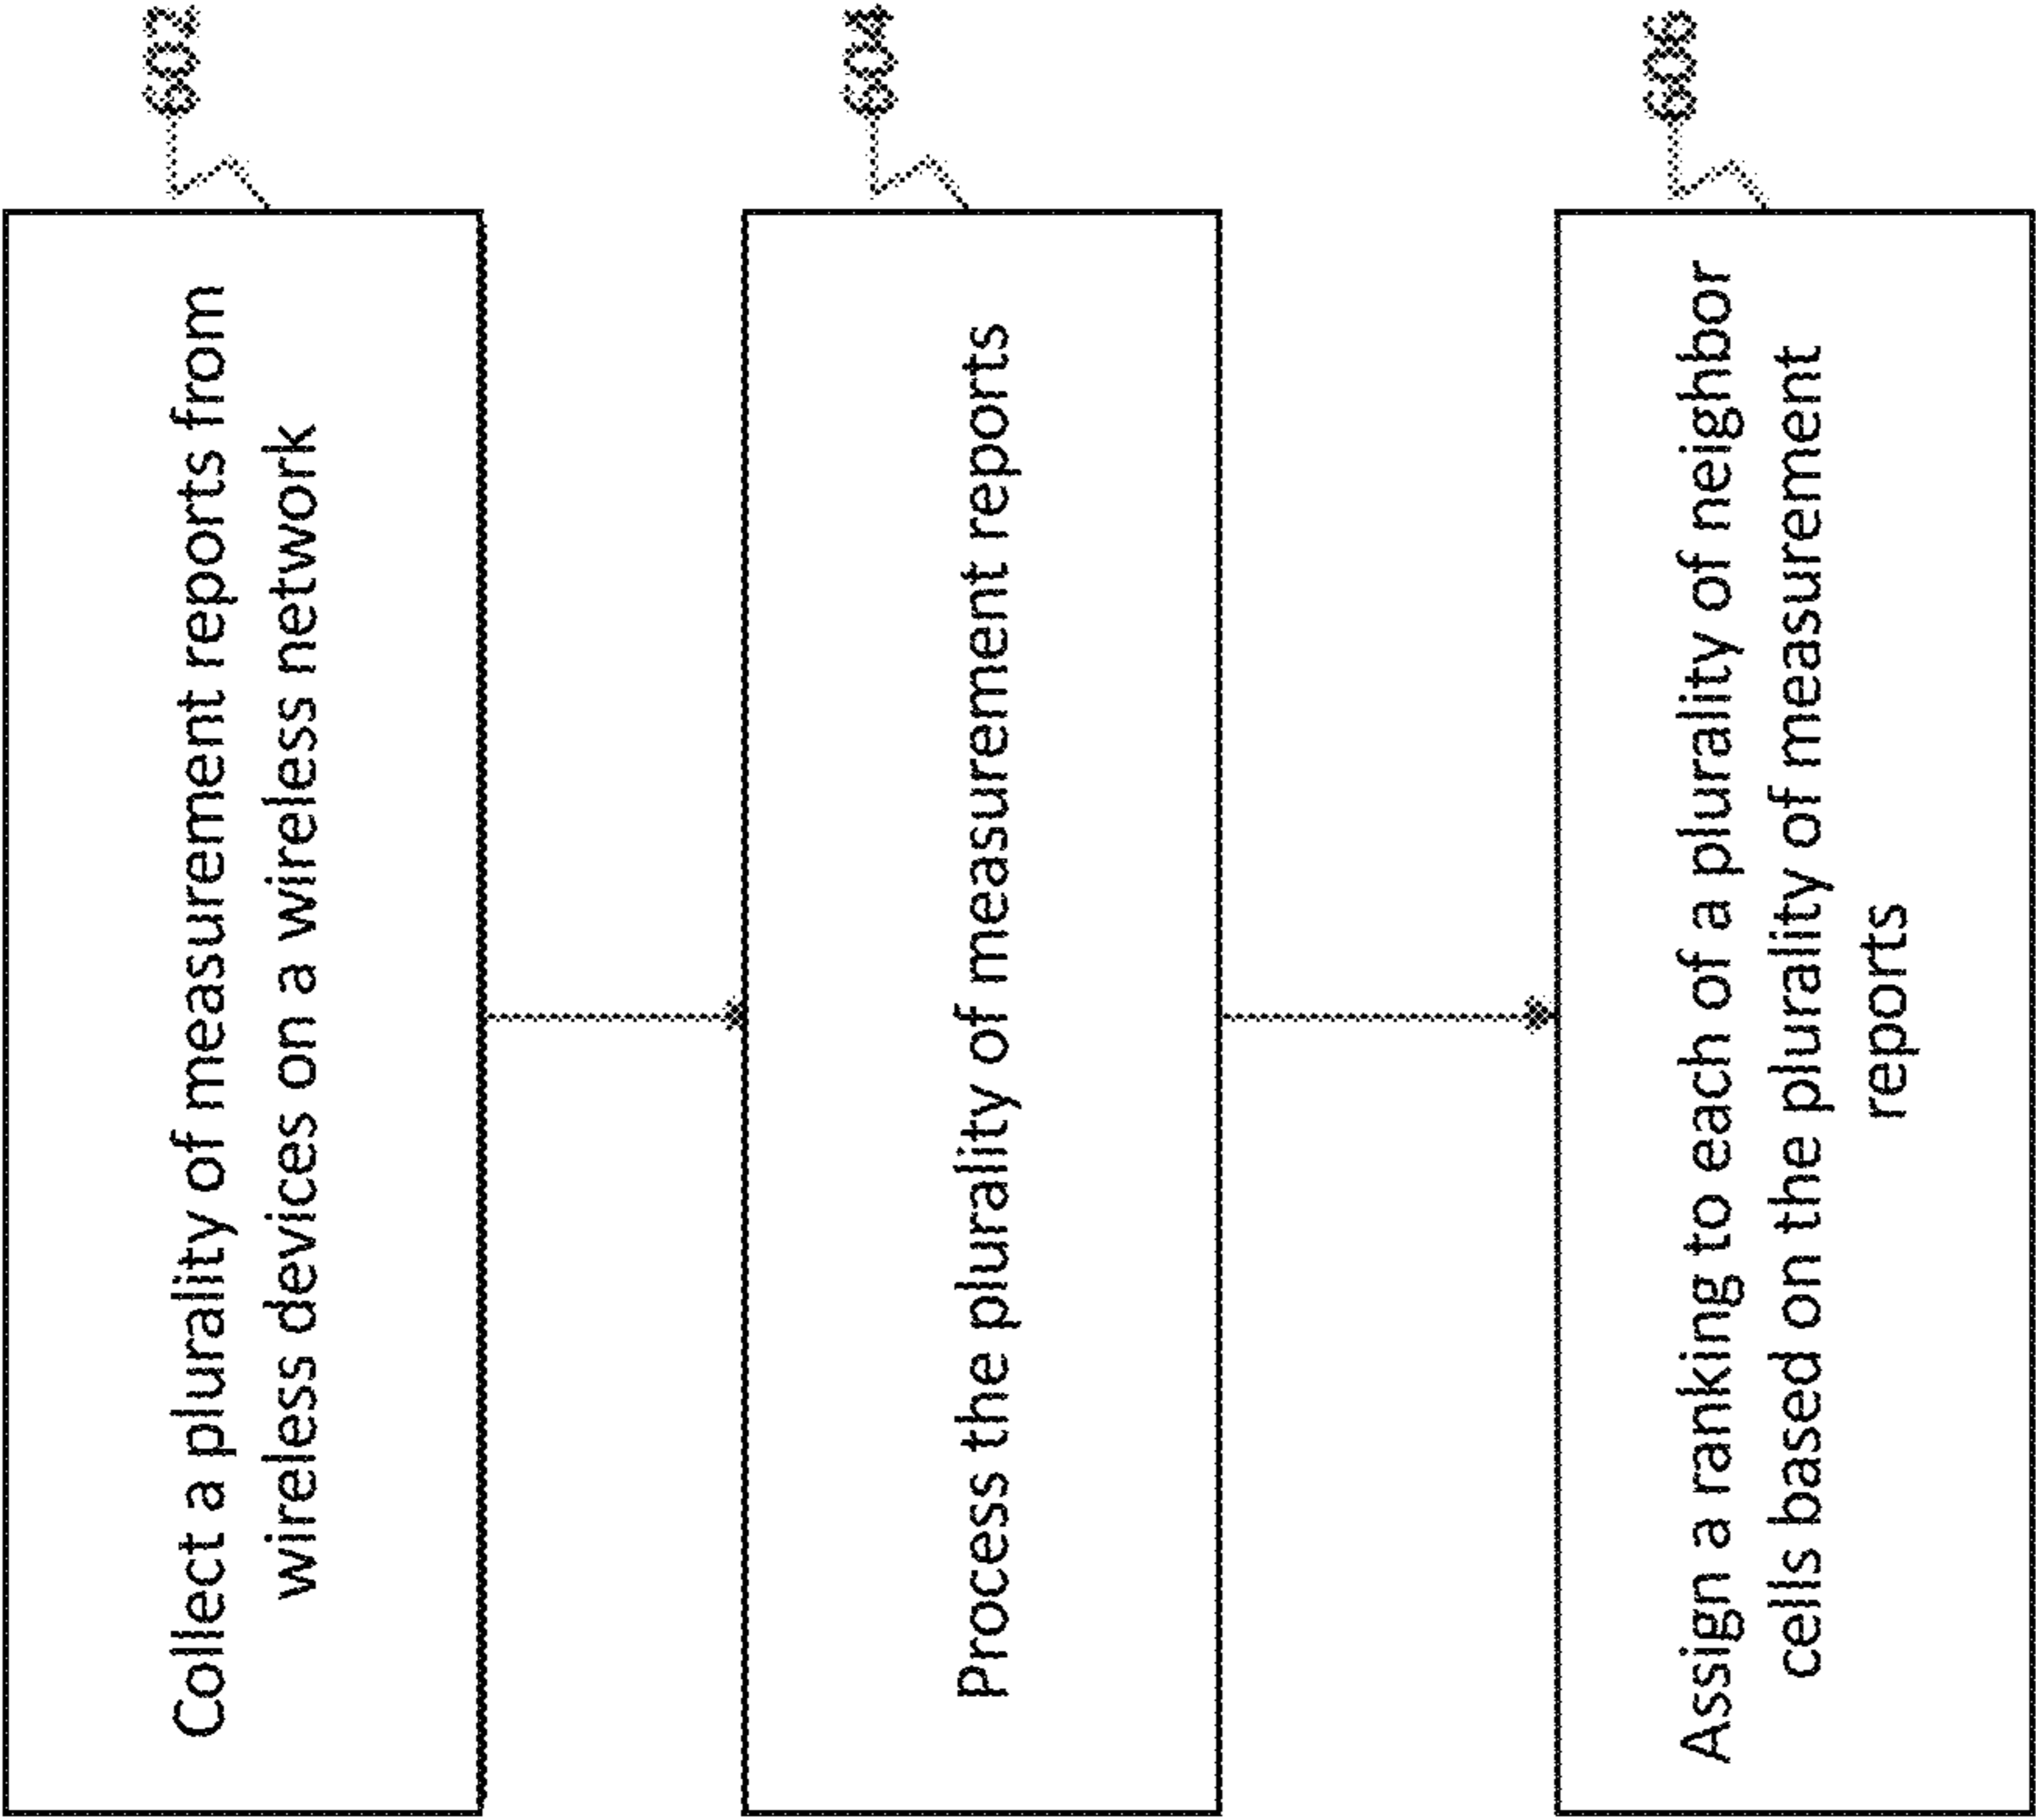 Collect a plurality of measurement reports from
wireless devices on a wireless network
602
Process the plurality of measurement reports
604
Assign a ranking to each of a plurality of neighbor
cells based on the plurality of measurement
reports
606